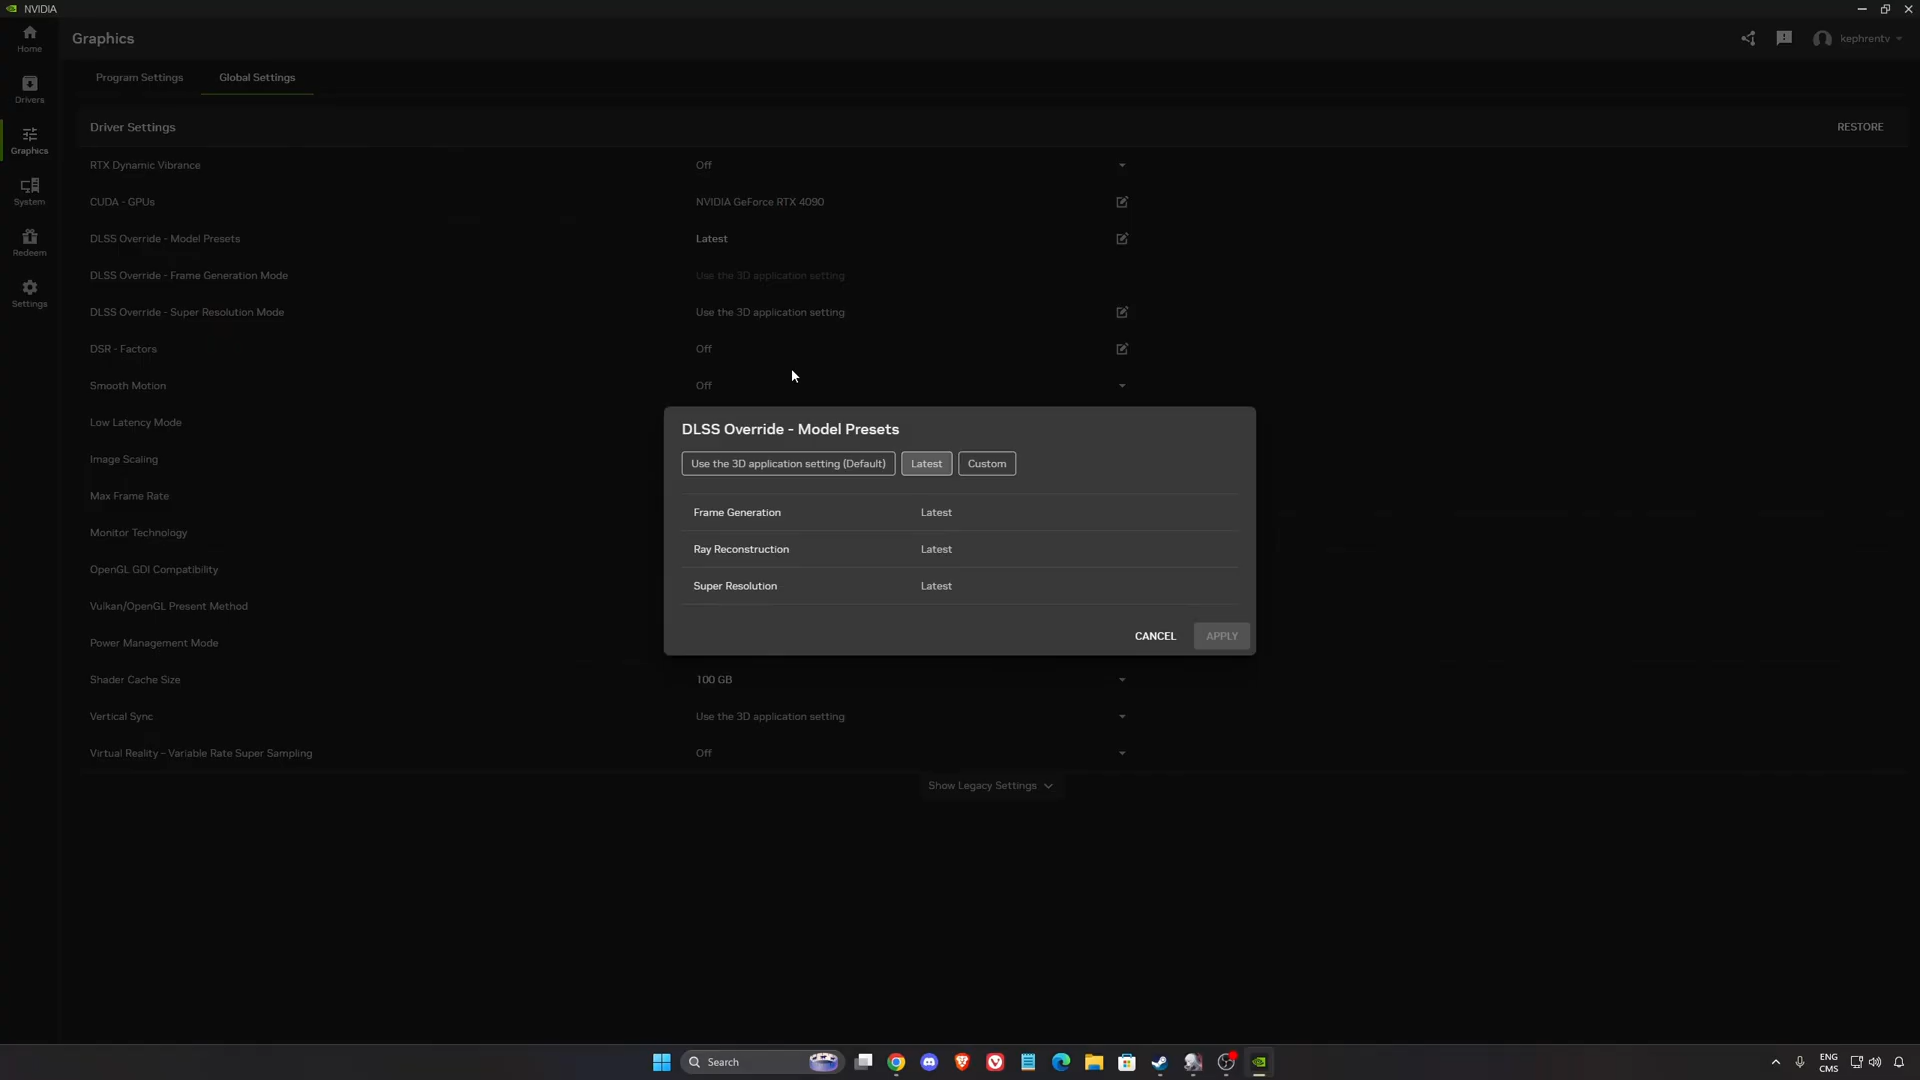 NVIDIA
Home
Graphics
kephrentv
Program Settings
Global Settings
Drivers
Driver Settings
RESTORE
Graphics
RTX Dynamic Vibrance
Off
CUDA - GPUs
NVIDIA GeForce RTX 4090
System
DLSS Override - Model Presets
Latest
Redeem
DLSS Override - Frame Generation Mode
Use the 3D application setting
Settings
DLSS Override - Super Resolution Mode
Use the 3D application setting
DSR - Factors
Off
Smooth Motion
Off
Low Latency Mode
Image Scaling
Max Frame Rate
Monitor Technology
OpenGL GDI Compatibility
Vulkan/OpenGL Present Method
Power Management Mode
DLSS Override - Model Presets
Use the 3D application setting (Default)
Latest
Custom
Frame Generation
Latest
Ray Reconstruction
Latest
Super Resolution
Latest
CANCEL
APPLY
Shader Cache Size
100 GB
Vertical Sync
Use the 3D application setting
Virtual Reality – Variable Rate Super Sampling
Off
Show Legacy Settings
Search
ENG
CMS